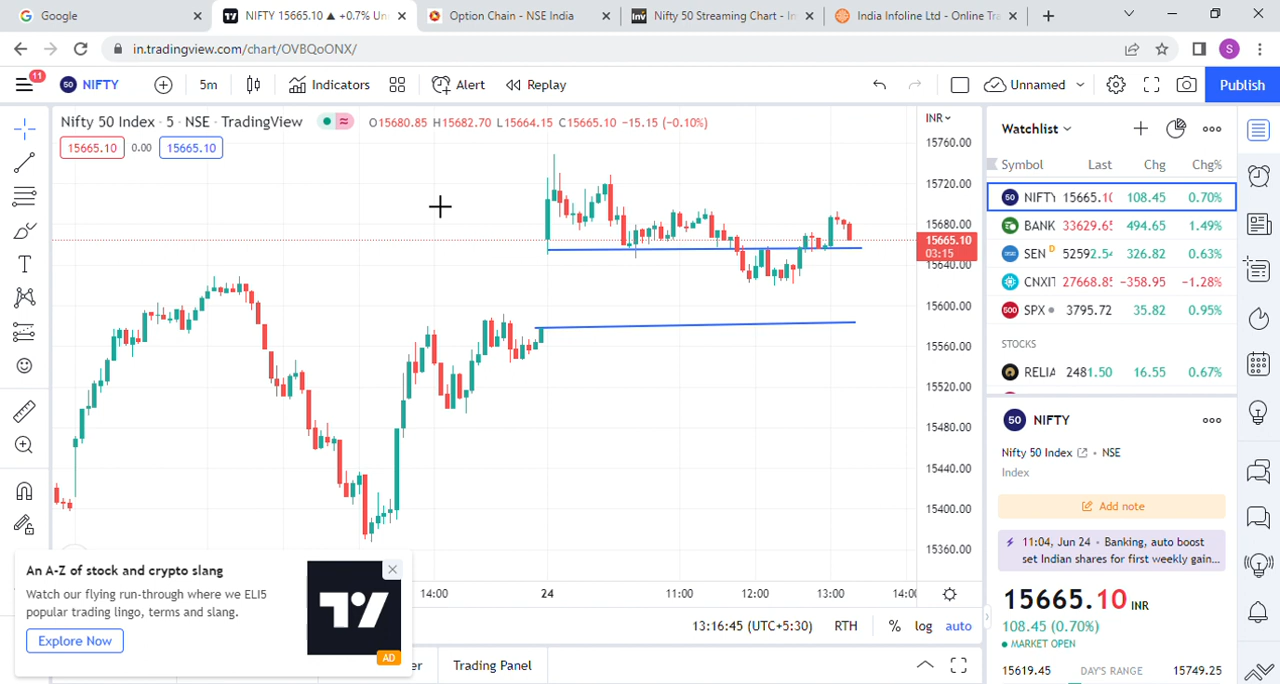 Google
NIFTY 15665.10 ▲ +0.7% Un
Option Chain - NSE India
Inv Nifty 50 Streaming Chart - In
India Infoline Ltd - Online Tra
in.tradingview.com/chart/OVBQoONX/
S
11
50 NIFTY
5m
Indicators
Alert
Replay
Unnamed
Publish
Nifty 50 Index · 5 · NSE · TradingView
O15680.85 H15682.70 L15664.15 C15665.10 −15.15 (−0.10%)
15665.10 0.00 15665.10
INR
15760.00
15720.00
15680.00
15665.10
03:15
15640.00
15600.00
15560.00
15520.00
15480.00
15440.00
15400.00
15360.00
14:00 24 11:00 12:00 13:00 14:00
13:16:45 (UTC+5:30) RTH % log auto
Trading Panel
An A-Z of stock and crypto slang
Watch our flying run-through where we ELI5
popular trading lingo, terms and slang.
Explore Now
AD
Watchlist
Symbol Last Chg Chg%
50 NIFTY 15665.10 108.45 0.70%
BANK 33629.65 494.65 1.49%
SEN D 52592.54 326.82 0.63%
CNXIT 27668.85 −358.95 −1.28%
500 SPX 3795.72 35.82 0.95%
STOCKS
RELIA 2481.50 16.55 0.67%
50 NIFTY
Nifty 50 Index • NSE
Index
Add note
11:04, Jun 24 • Banking, auto boost
set Indian shares for first weekly gain...
15665.10 INR
108.45 (0.70%)
MARKET OPEN
15619.45 DAY'S RANGE 15749.25